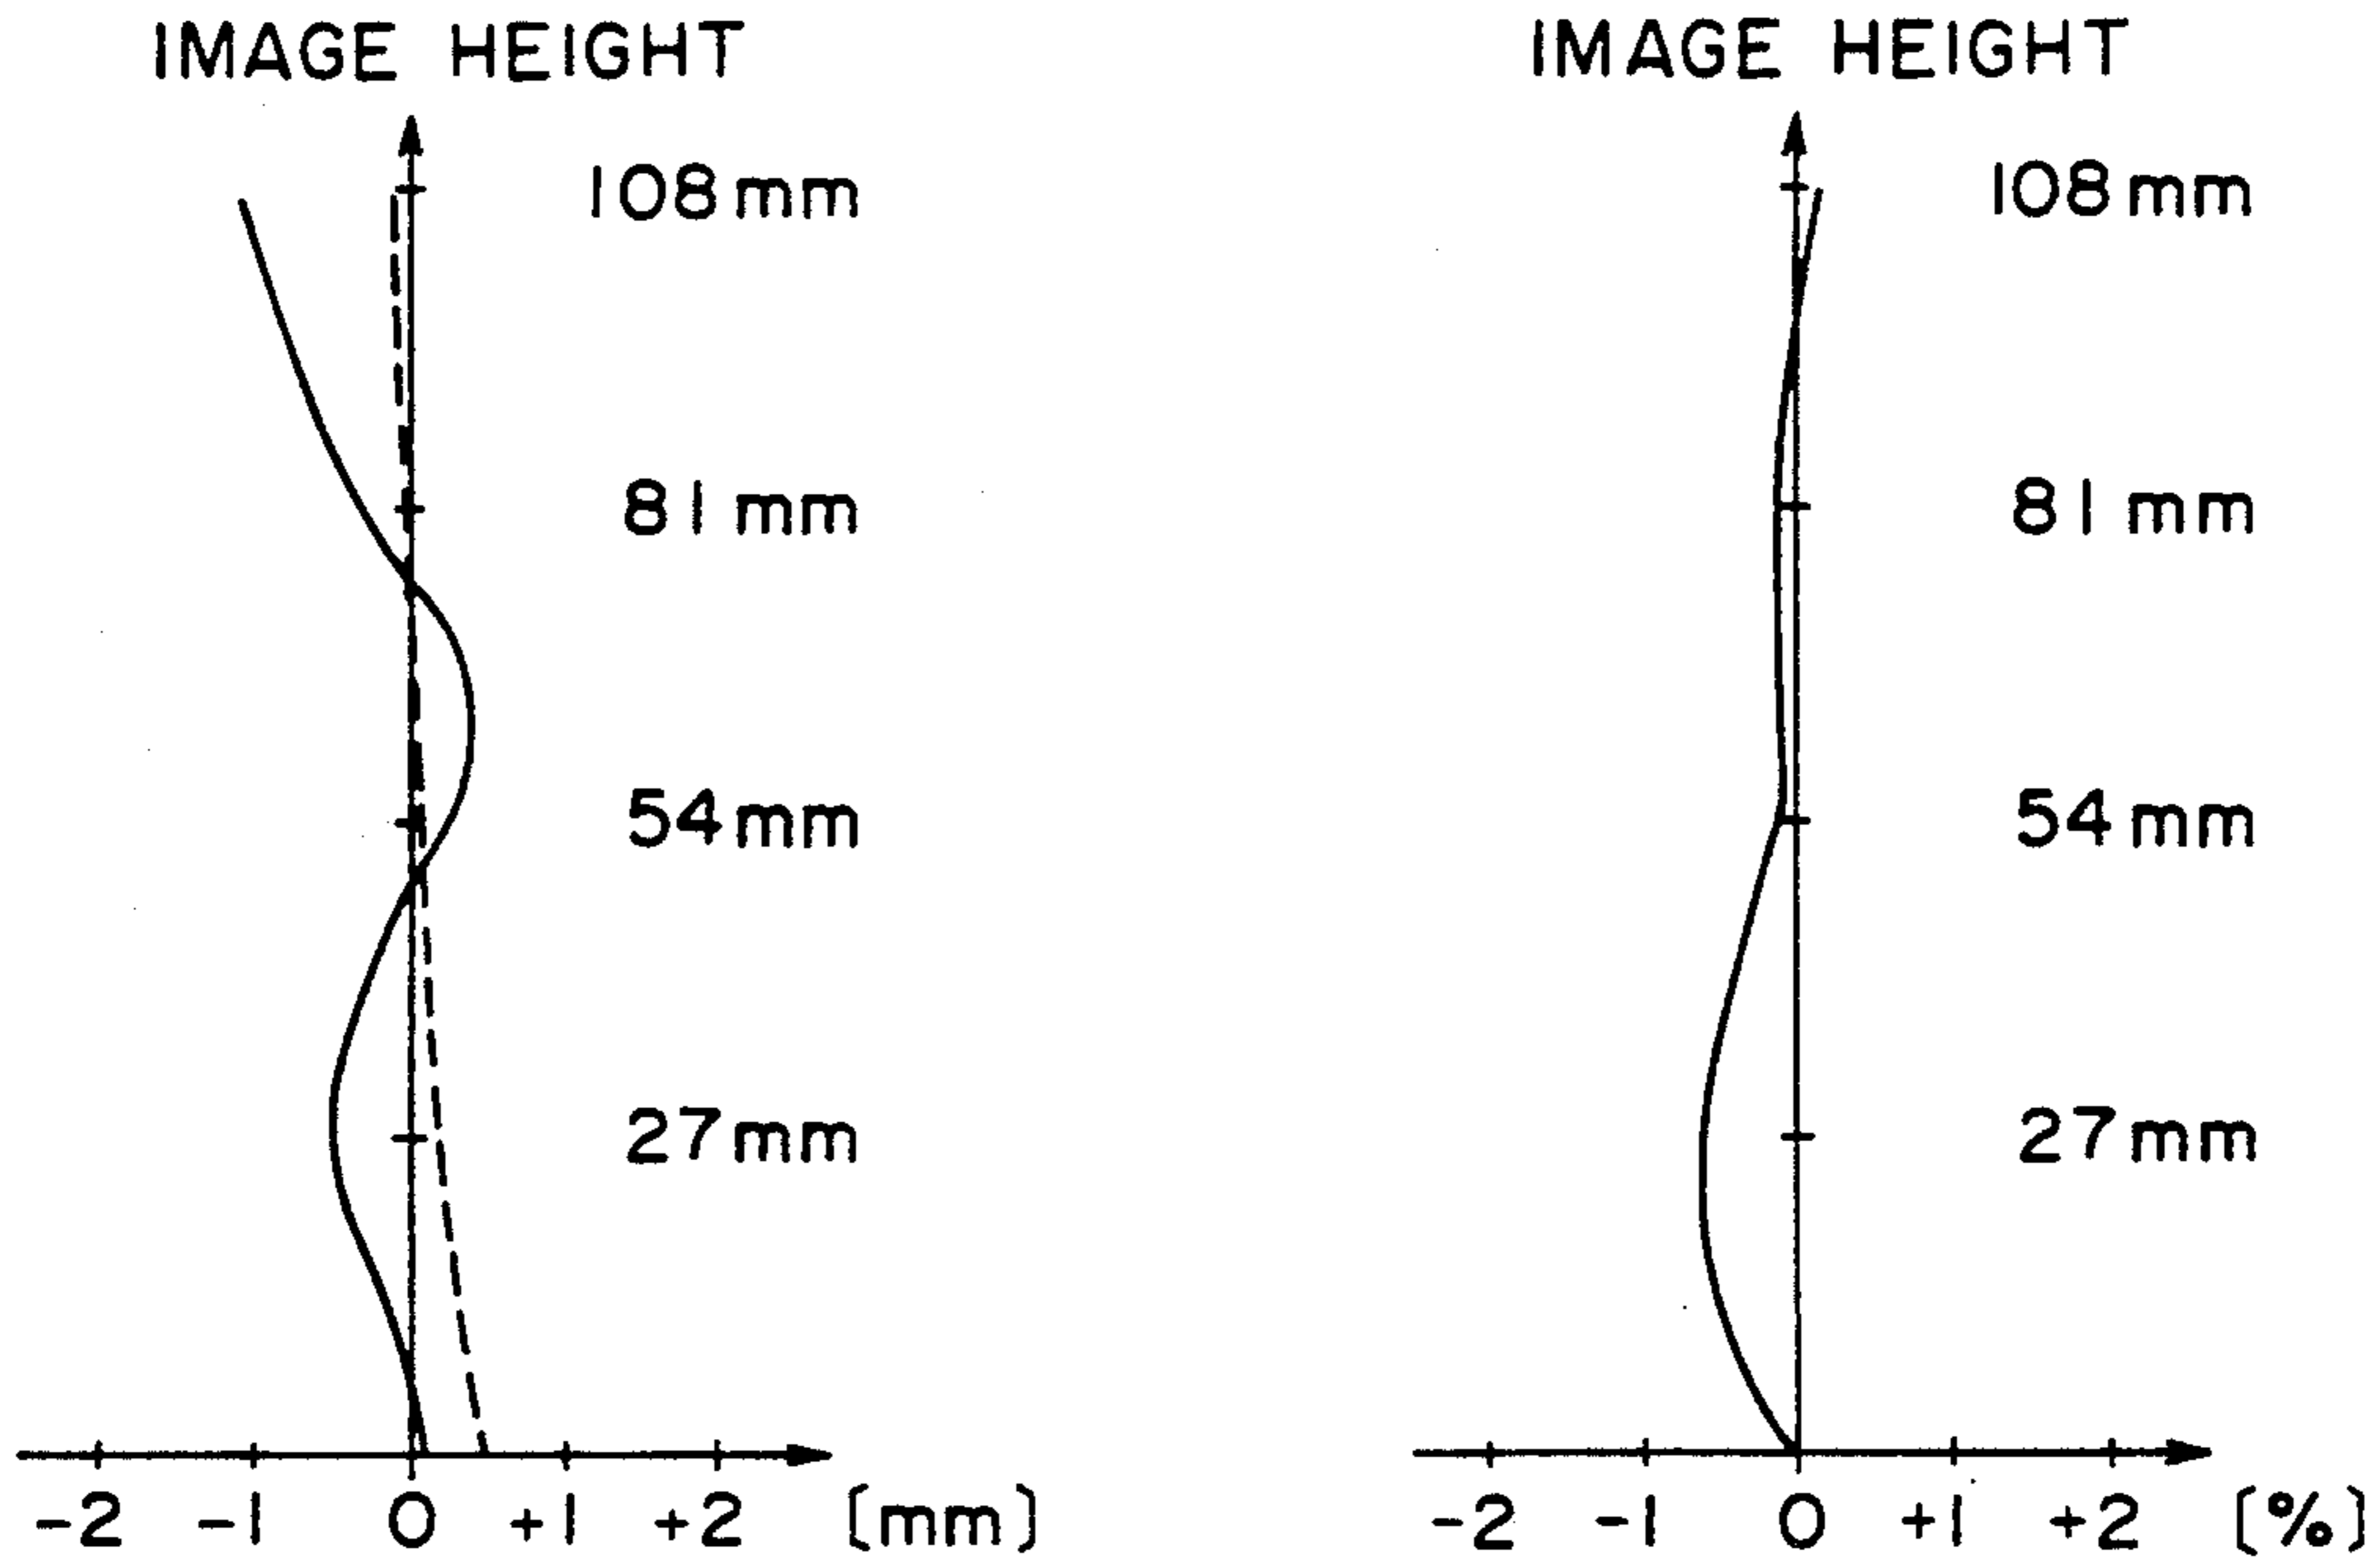 IMAGE HEIGHT
108mm
81mm
54mm
27mm
-2 -1 0 +1 +2 (mm)
IMAGE HEIGHT
108mm
81mm
54mm
27mm
-2 -1 0 +1 +2 (%)